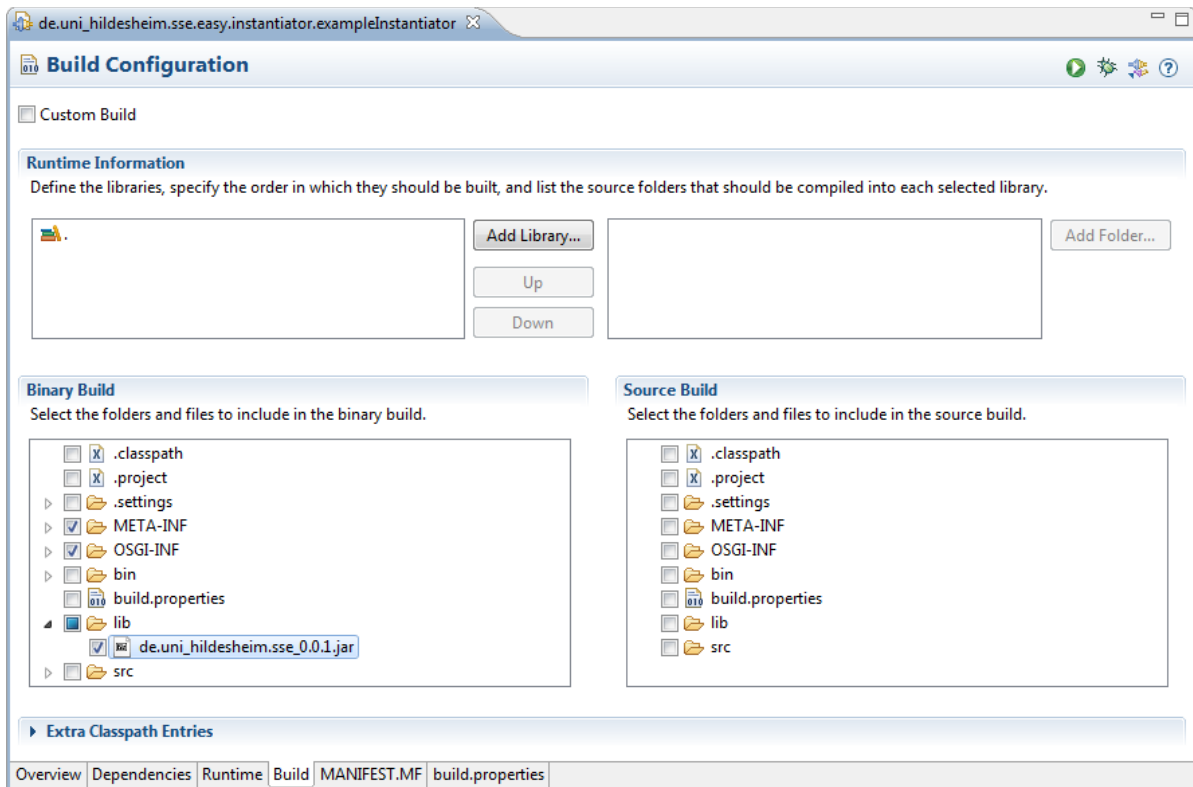 de.uni_hildesheim.sse.easy.instantiator.exampleInstantiator
Build Configuration
Custom Build
Runtime Information
Define the libraries, specify the order in which they should be built, and list the source folders that should be compiled into each selected library.
.
Add Library...
Up
Down
Add Folder...
Binary Build
Select the folders and files to include in the binary build.
.classpath
.project
.settings
META-INF
OSGI-INF
bin
build.properties
lib
de.uni_hildesheim.sse_0.0.1.jar
src
Source Build
Select the folders and files to include in the source build.
.classpath
.project
.settings
META-INF
OSGI-INF
bin
build.properties
lib
src
Extra Classpath Entries
Overview Dependencies Runtime Build MANIFEST.MF build.properties